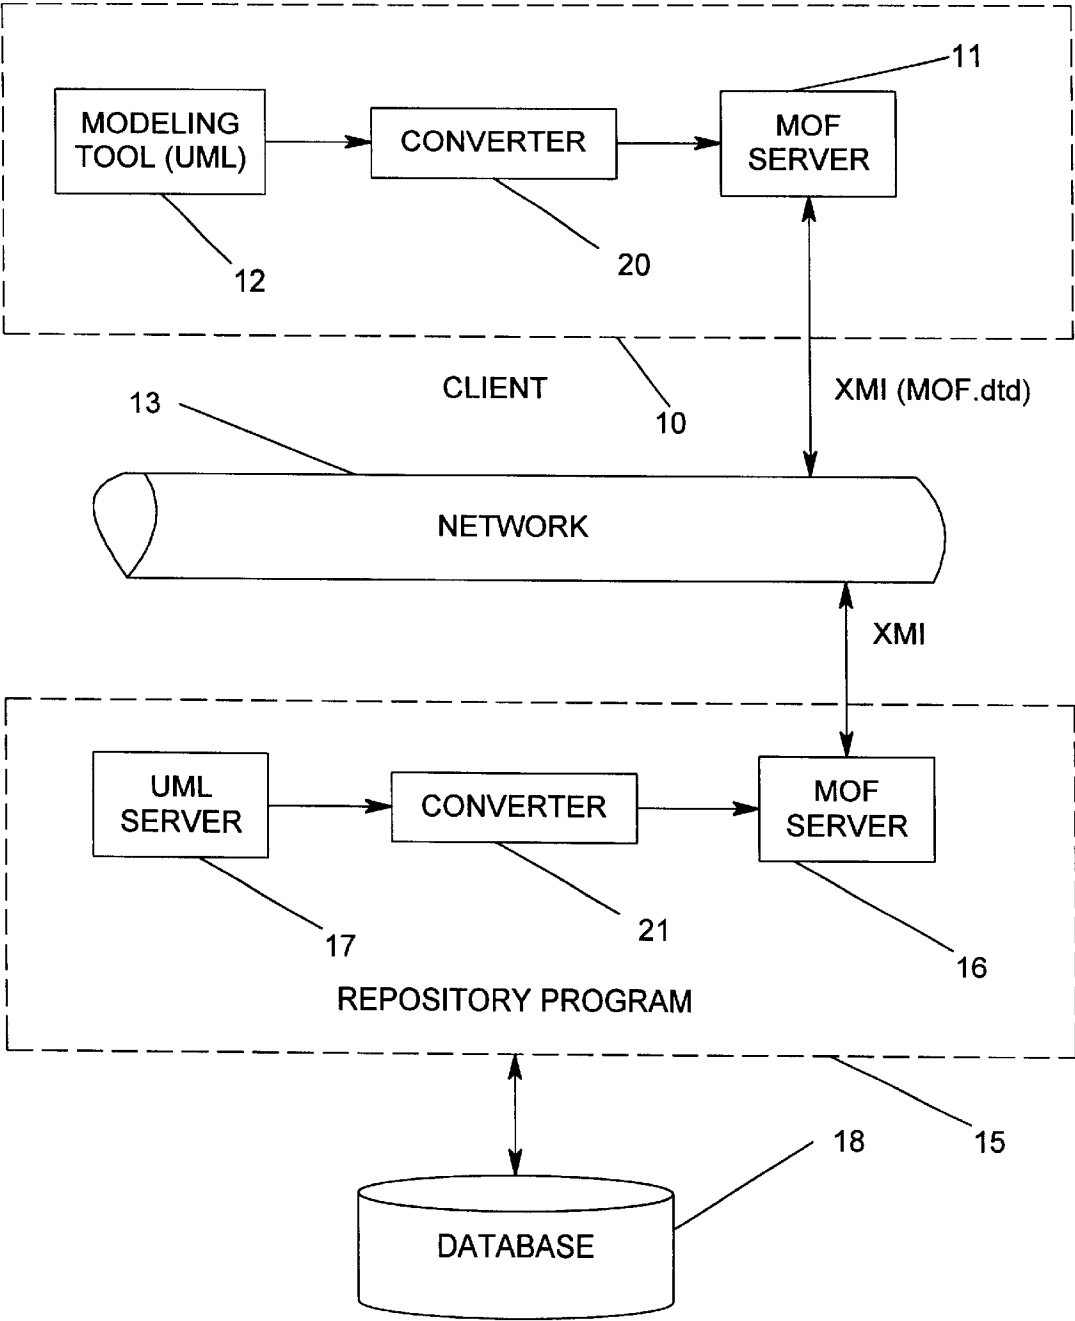 11
MODELING
TOOL (UML)
CONVERTER
MOF
SERVER
12
20
CLIENT
XMI (MOF.dtd)
13
10
NETWORK
XMI
UML
SERVER
CONVERTER
MOF
SERVER
17
21
16
REPOSITORY PROGRAM
15
18
DATABASE